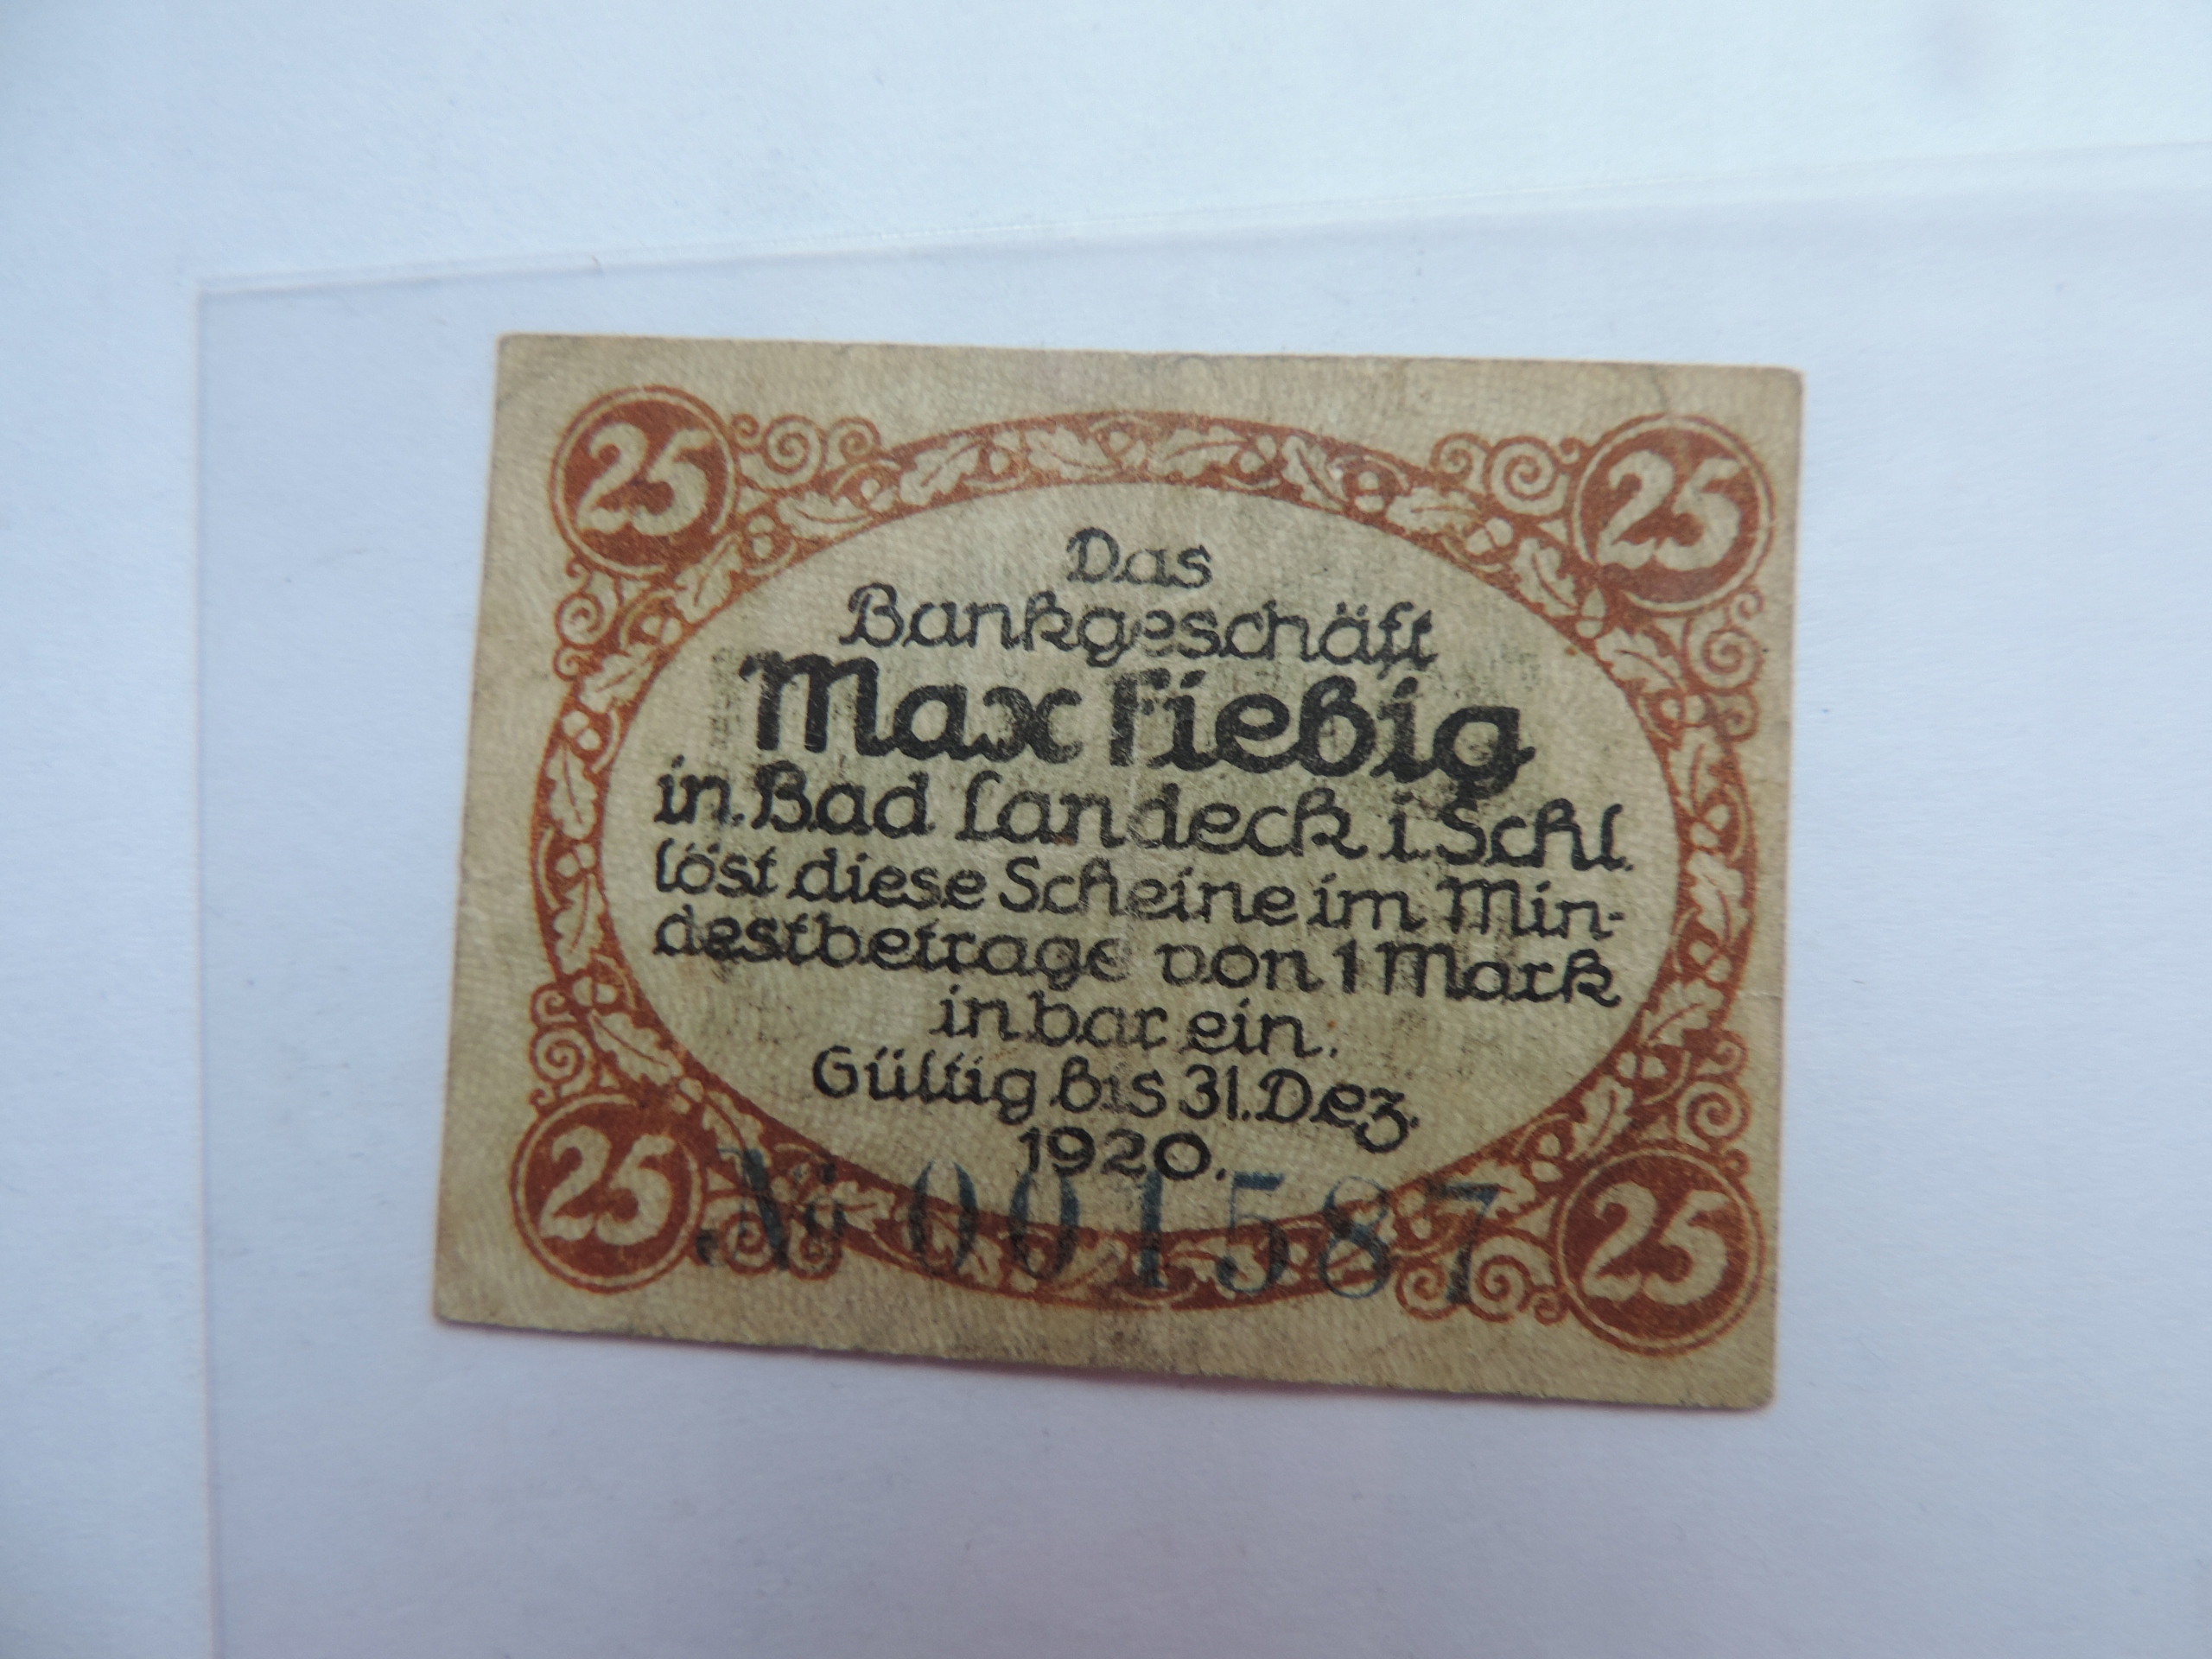 25 25
Das
Bankgeschäft
Max Fiebig
in Bad Landeck i. Schl.
löst diese Scheine im Min-
destbetrage von 1 Mark
in bar ein.
Gültig bis 31. Dez.
1920.
No 001587
25 25